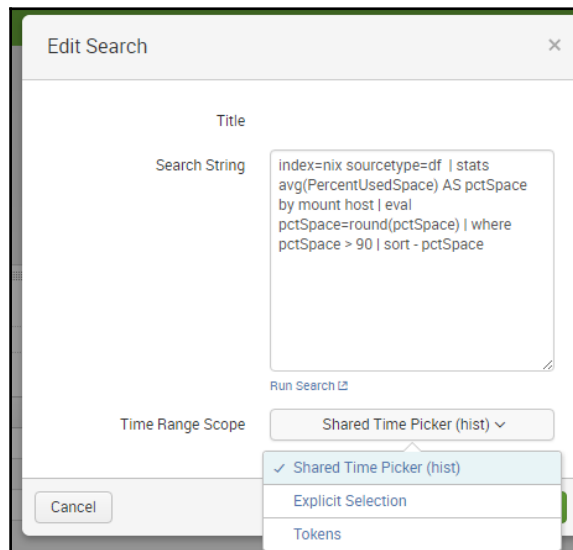 Edit Search
×
Title
Search String
index=nix sourcetype=df | stats
avg(PercentUsedSpace) AS pctSpace
by mount host | eval
pctSpace=round(pctSpace) | where
pctSpace > 90 | sort - pctSpace
Run Search
Time Range Scope
Shared Time Picker (hist)
✓ Shared Time Picker (hist)
Explicit Selection
Tokens
Cancel